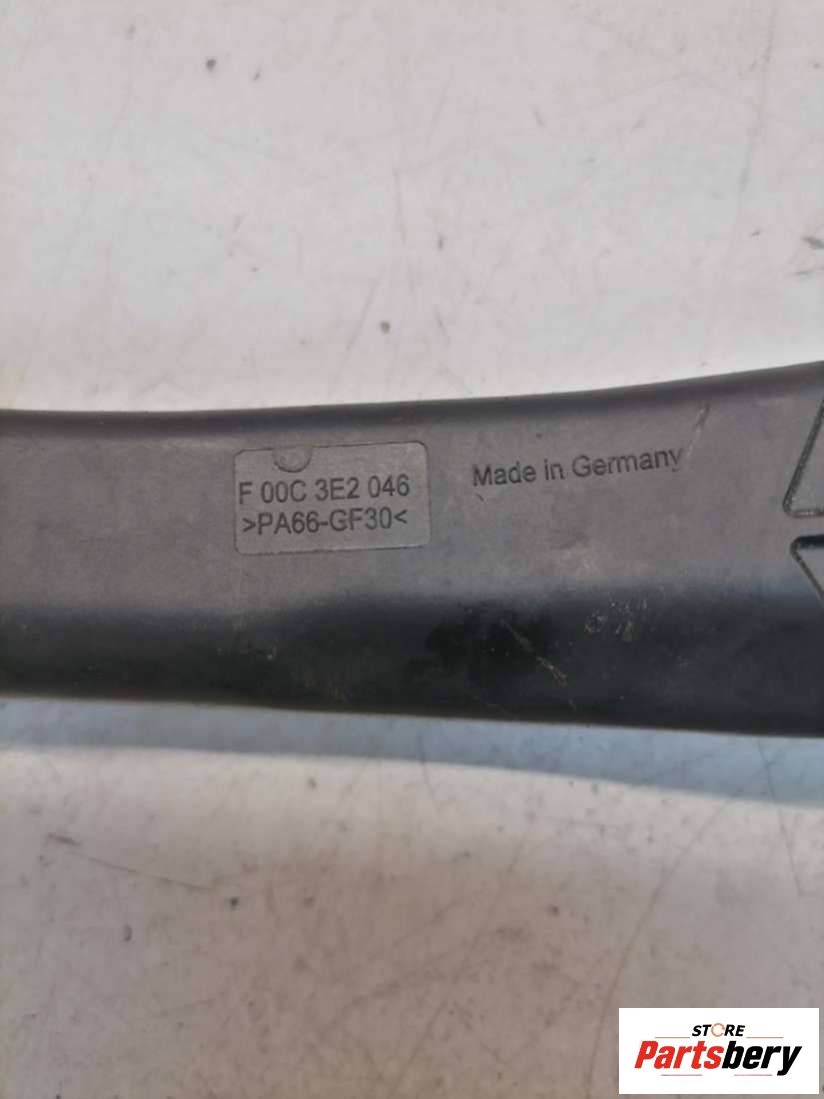 F 00C 3E2 046
>PA66-GF30<
Made in Germany
STORE
Partsbery